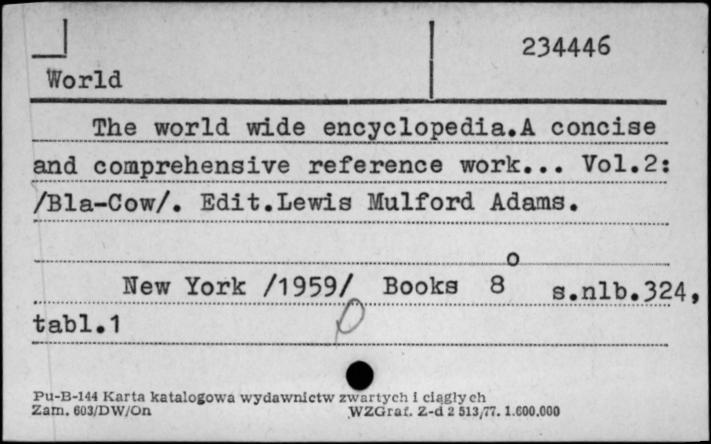 234446
World
The world wide encyclopedia.A concise
and comprehensive reference work... Vol.2:
/Bla-Cow/. Edit.Lewis Mulford Adams.
New York /1959/ Books 8° s.nlb.324,
tabl.1
Pu-B-144 Karta katalogowa wydawnictw zwartych i ciągłych
Zam. 603/DW/On WZGraf. Z-d 2 513/77. 1.600.000